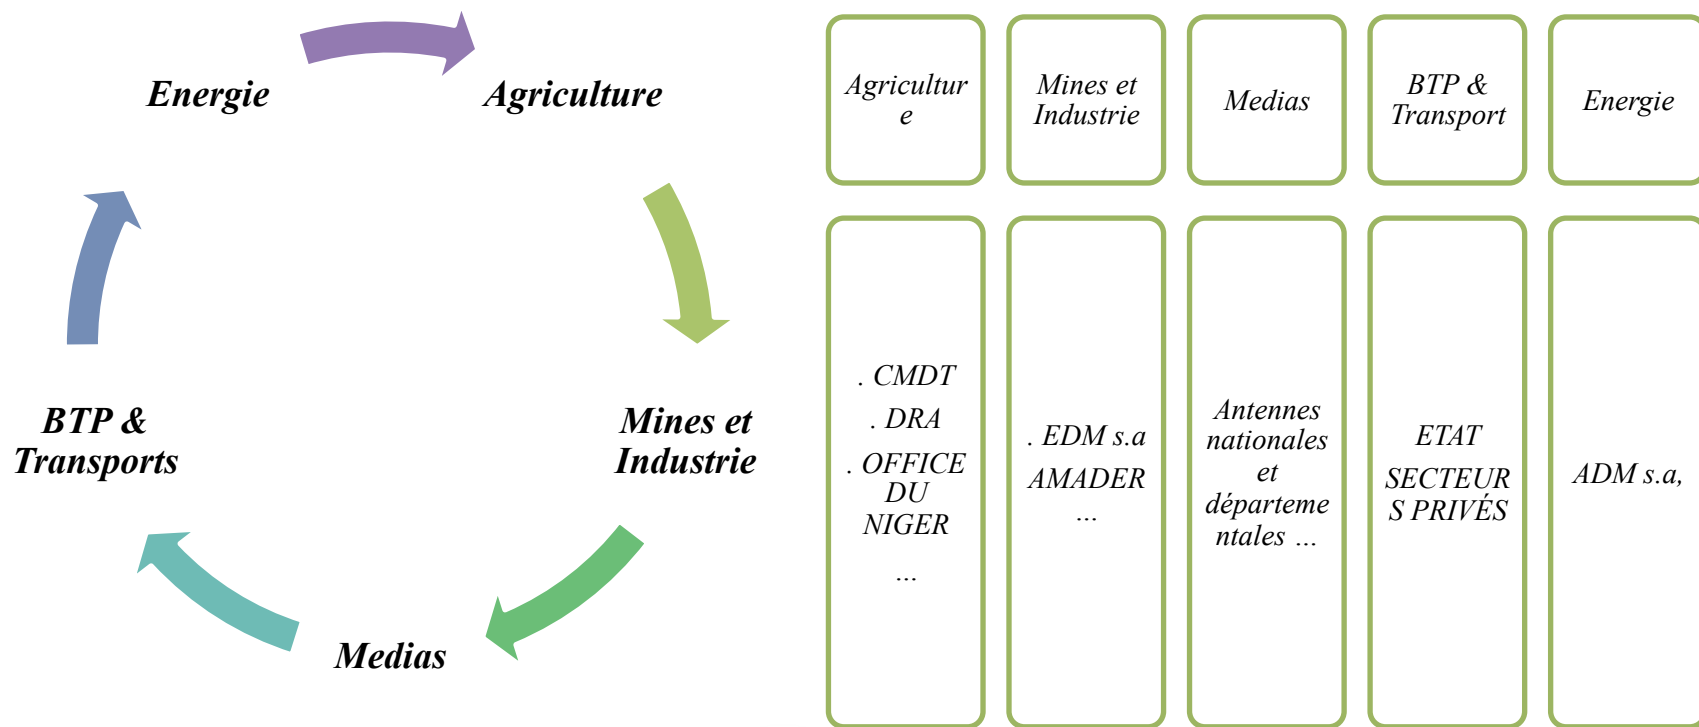 Energie
Agriculture
Mines et
Industrie
Medias
BTP &
Transports
Agricultur
e
Mines et
Industrie
Medias
BTP &
Transport
Energie
. CMDT
. DRA
. OFFICE
DU
NIGER
...
. EDM s.a
AMADER
...
Antennes
nationales
et
départeme
ntales ...
ETAT
SECTEUR
S PRIVÉS
ADM s.a,